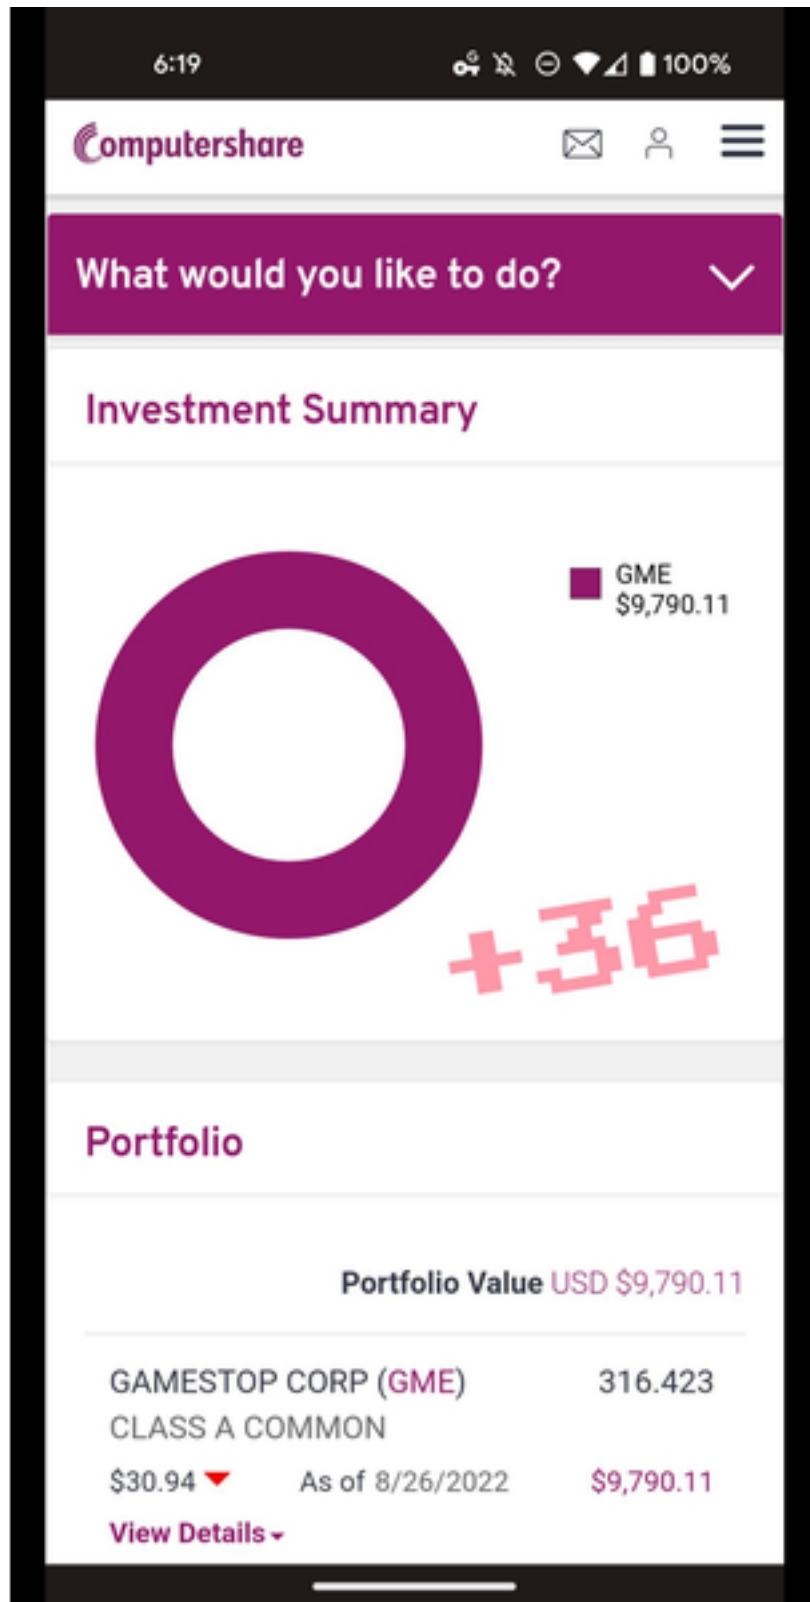 6:19 100%
Computershare
What would you like to do?
Investment Summary
GME
$9,790.11
+36
Portfolio
Portfolio Value USD $9,790.11
GAMESTOP CORP (GME) 316.423
CLASS A COMMON
$30.94 As of 8/26/2022 $9,790.11
View Details